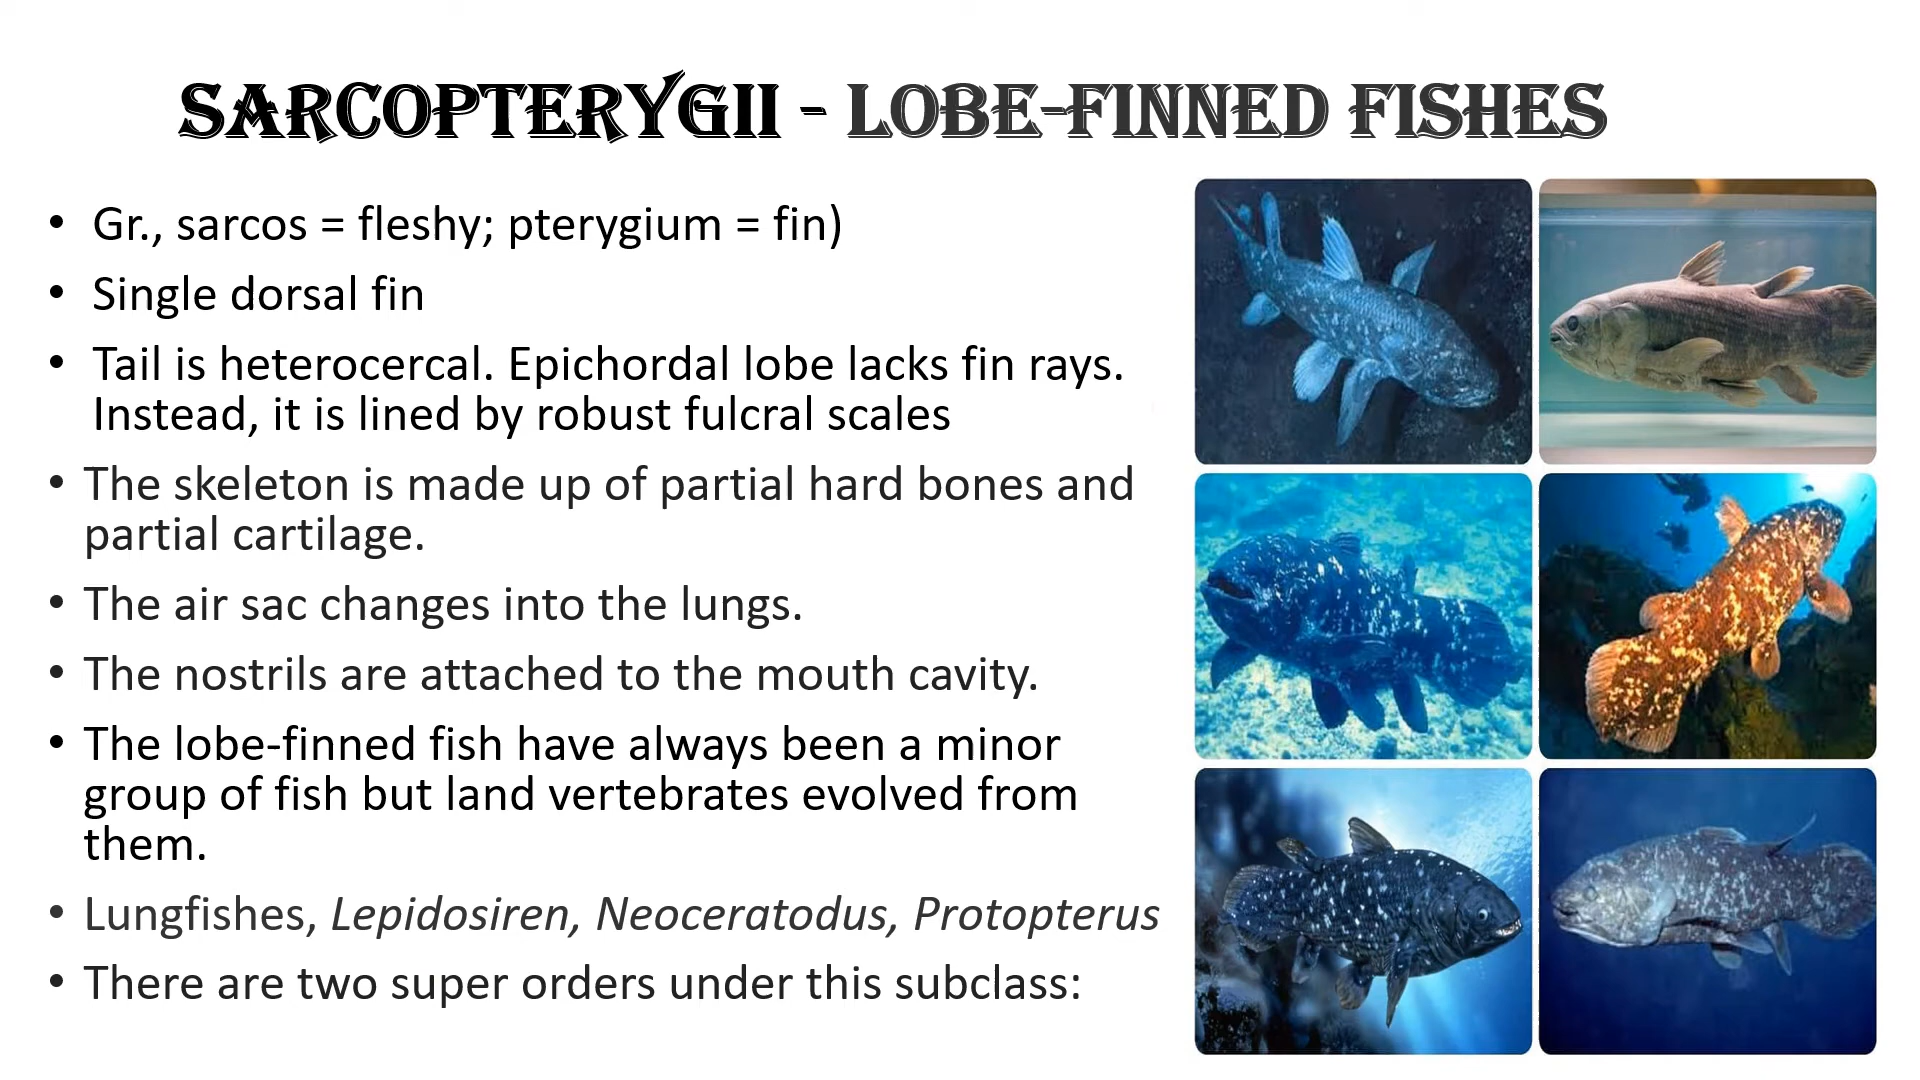 SARCOPTERYGII - LOBE-FINNED FISHES
• Gr., sarcos = fleshy; pterygium = fin)
• Single dorsal fin
• Tail is heterocercal. Epichordal lobe lacks fin rays.
Instead, it is lined by robust fulcral scales
• The skeleton is made up of partial hard bones and
partial cartilage.
• The air sac changes into the lungs.
• The nostrils are attached to the mouth cavity.
• The lobe-finned fish have always been a minor
group of fish but land vertebrates evolved from
them.
• Lungfishes, Lepidosiren, Neoceratodus, Protopterus
• There are two super orders under this subclass: